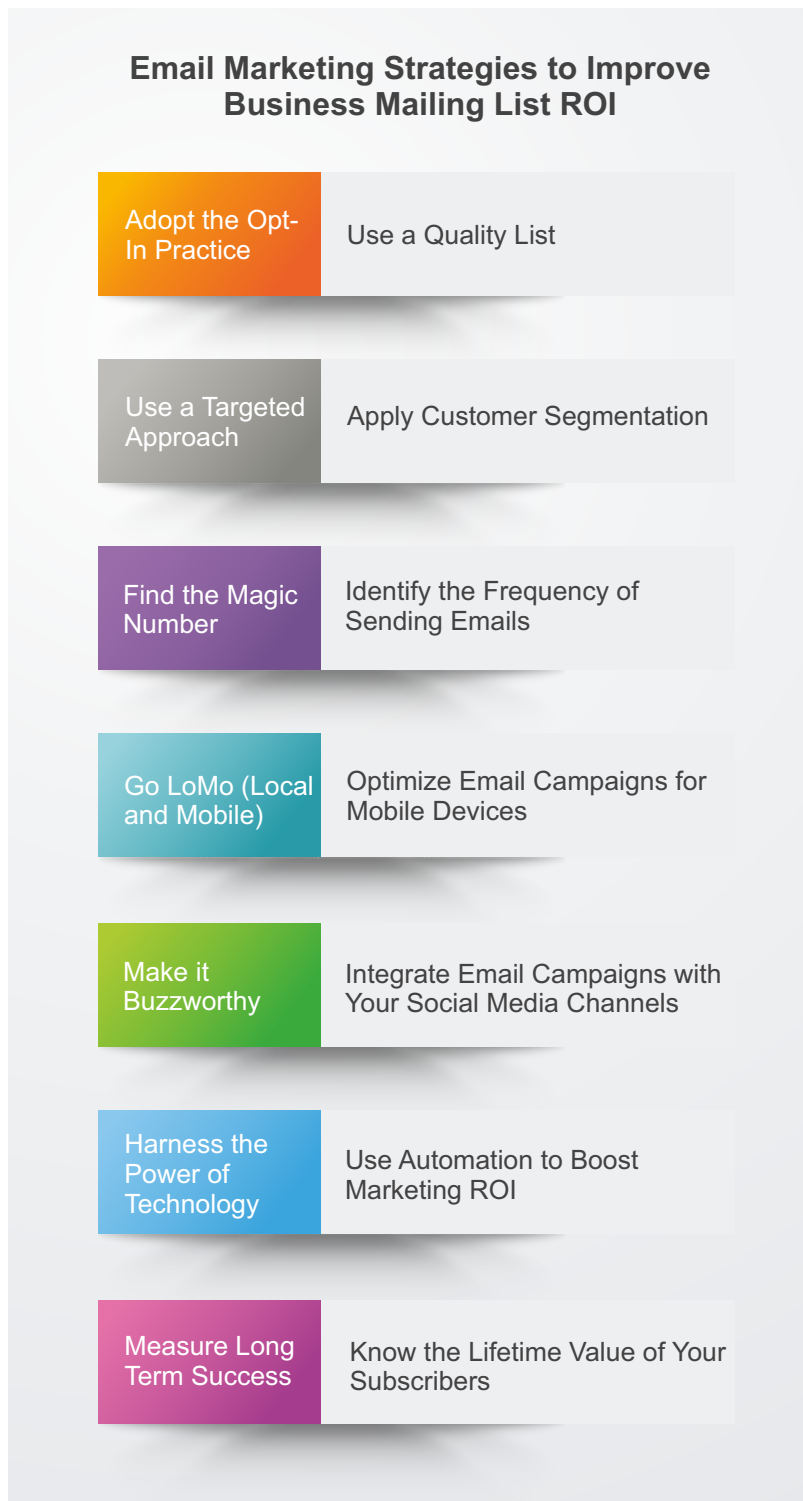 Email Marketing Strategies to Improve
Business Mailing List ROI
Adopt the Opt-
In Practice
Use a Quality List
Use a Targeted
Approach
Apply Customer Segmentation
Find the Magic
Number
Identify the Frequency of
Sending Emails
Go LoMo (Local
and Mobile)
Optimize Email Campaigns for
Mobile Devices
Make it
Buzzworthy
Integrate Email Campaigns with
Your Social Media Channels
Harness the
Power of
Technology
Use Automation to Boost
Marketing ROI
Measure Long
Term Success
Know the Lifetime Value of Your
Subscribers